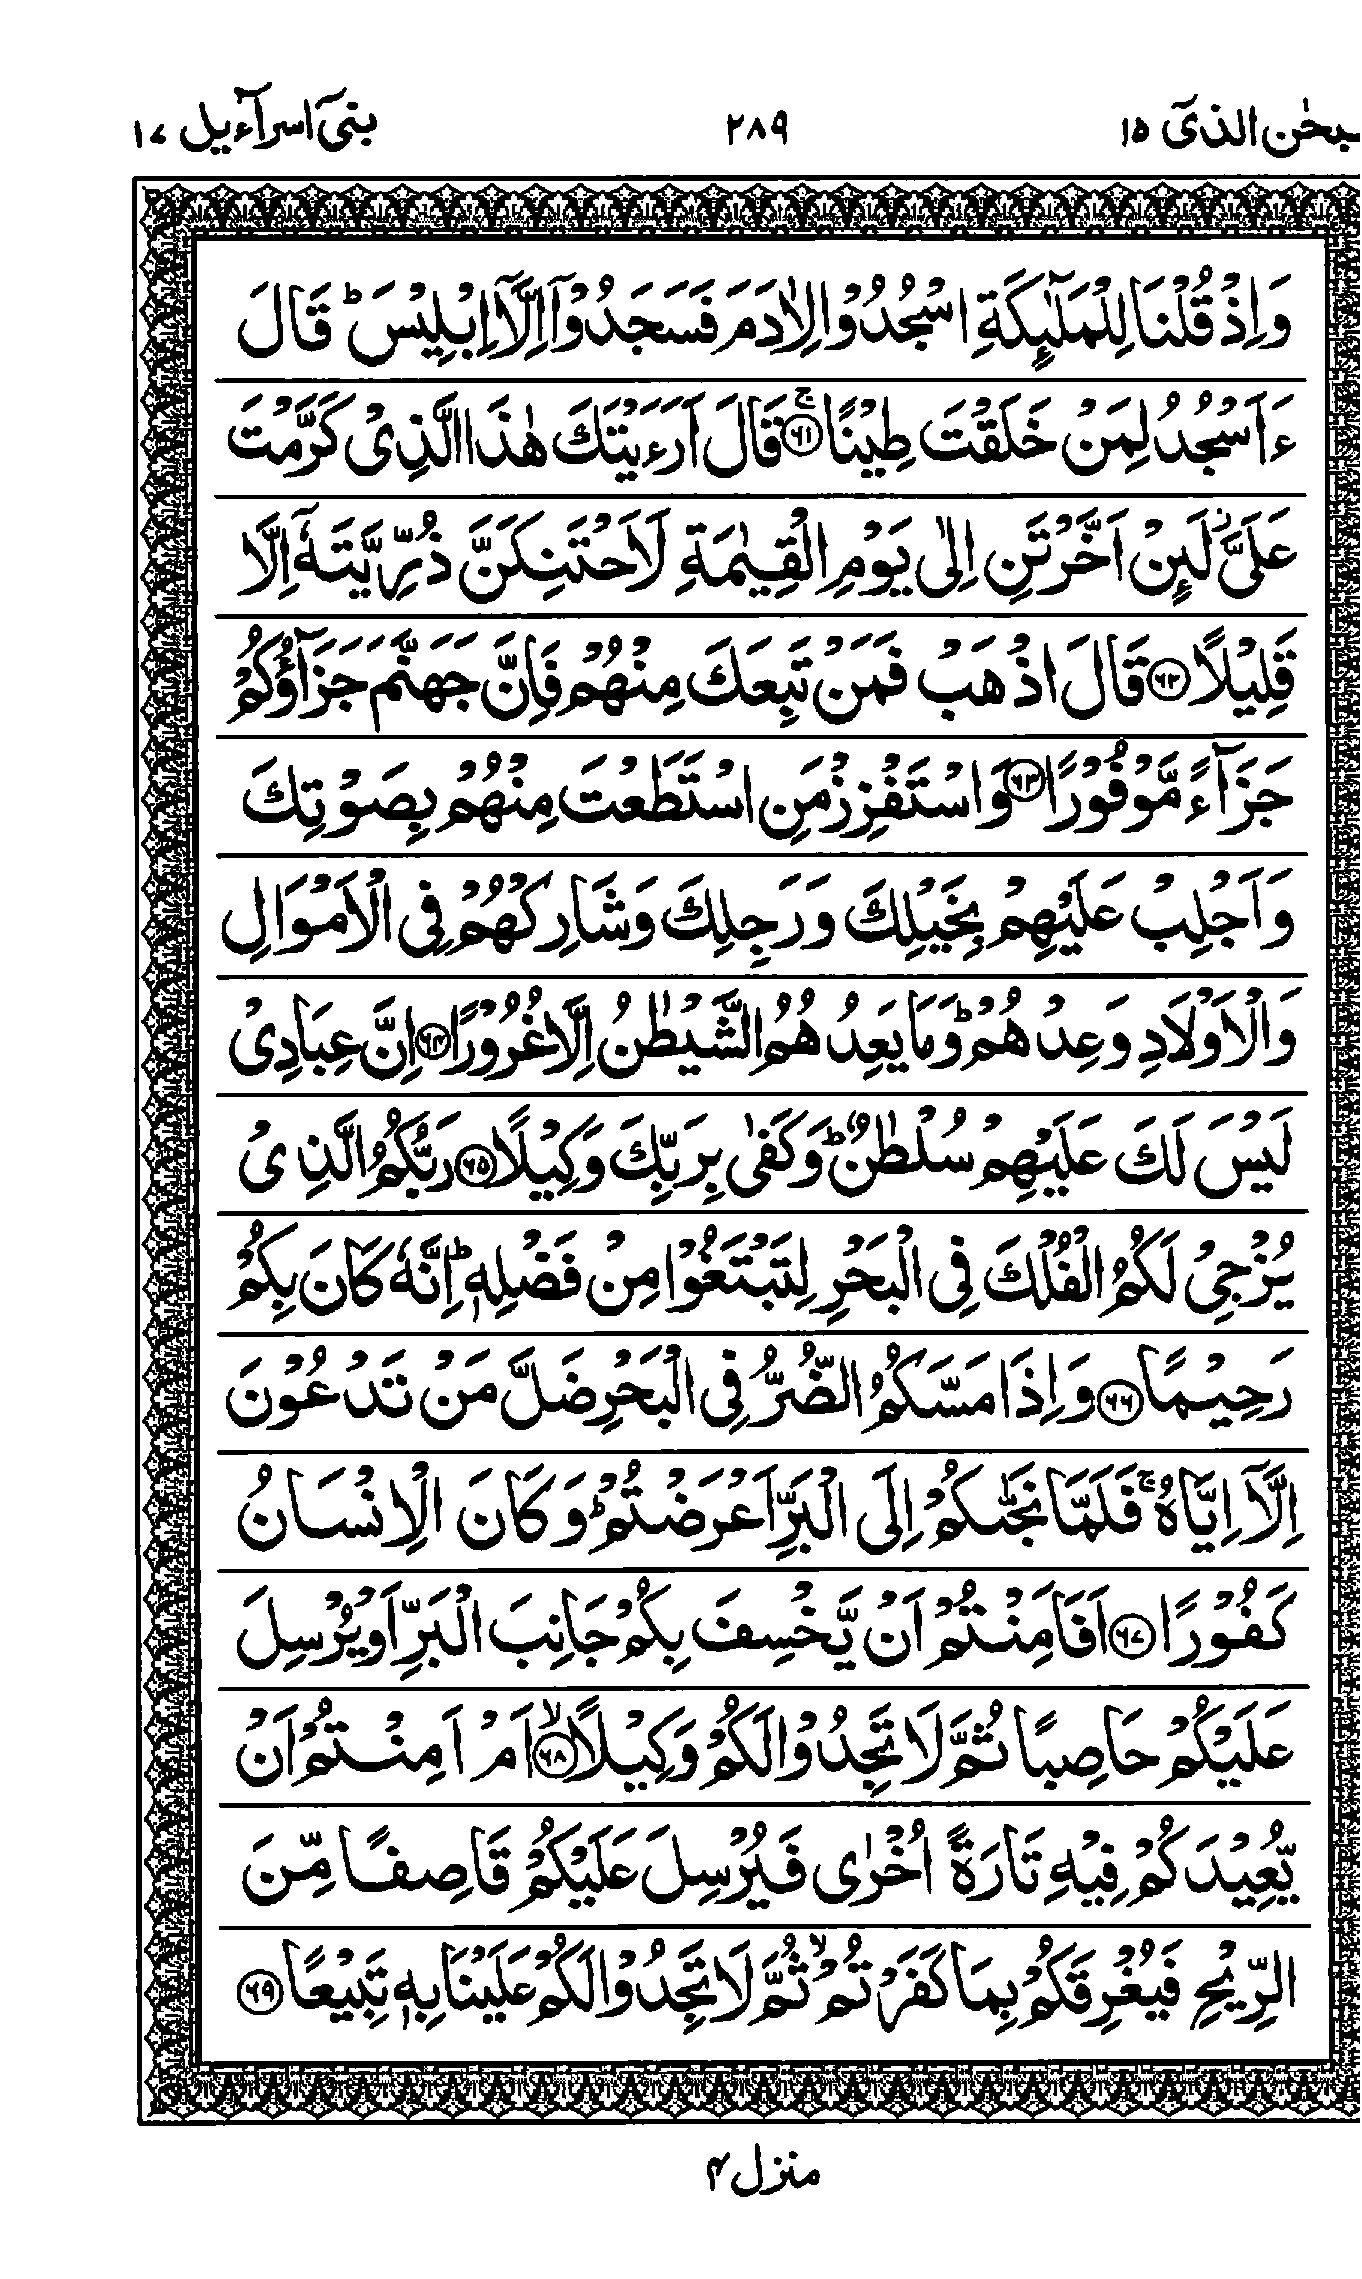 سبحٰن الذیٓ ۱۵ ۲۸۹ بنیٓ اسرآءیل ۱۷
وَاِذْ قُلْنَا لِلْمَلٰٓئِكَةِ اسْجُدُوْا لِاٰدَمَ فَسَجَدُوْۤا اِلَّاۤ اِبْلِيْسَ ؕ قَالَ
ءَاَسْجُدُ لِمَنْ خَلَقْتَ طِيْنًا ۚ ﴿۶۱﴾ قَالَ اَرَءَيْتَكَ هٰذَا الَّذِیْ كَرَّمْتَ
عَلَیَّ ؗ لَئِنْ اَخَّرْتَنِ اِلٰی يَوْمِ الْقِيٰمَةِ لَاَحْتَنِكَنَّ ذُرِّيَّتَهٗۤ اِلَّا
قَلِيْلًا ﴿۶۲﴾ قَالَ اذْهَبْ فَمَنْ تَبِعَكَ مِنْهُمْ فَاِنَّ جَهَنَّمَ جَزَآؤُكُمْ
جَزَآءً مَّوْفُوْرًا ﴿۶۳﴾ وَاسْتَفْزِزْ مَنِ اسْتَطَعْتَ مِنْهُمْ بِصَوْتِكَ
وَاَجْلِبْ عَلَيْهِمْ بِخَيْلِكَ وَرَجِلِكَ وَشَارِكْهُمْ فِی الْاَمْوَالِ
وَالْاَوْلَادِ وَعِدْهُمْ ؕ وَمَا يَعِدُهُمُ الشَّيْطٰنُ اِلَّا غُرُوْرًا ﴿۶۴﴾ اِنَّ عِبَادِیْ
لَيْسَ لَكَ عَلَيْهِمْ سُلْطٰنٌ ؕ وَكَفٰی بِرَبِّكَ وَكِيْلًا ﴿۶۵﴾ رَبُّكُمُ الَّذِیْ
يُزْجِیْ لَكُمُ الْفُلْكَ فِی الْبَحْرِ لِتَبْتَغُوْا مِنْ فَضْلِهٖ ؕ اِنَّهٗ كَانَ بِكُمْ
رَحِيْمًا ﴿۶۶﴾ وَاِذَا مَسَّكُمُ الضُّرُّ فِی الْبَحْرِ ضَلَّ مَنْ تَدْعُوْنَ
اِلَّاۤ اِيَّاهُ ۚ فَلَمَّا نَجّٰىكُمْ اِلَی الْبَرِّ اَعْرَضْتُمْ ؕ وَكَانَ الْاِنْسَانُ
كَفُوْرًا ﴿۶۷﴾ اَفَاَمِنْتُمْ اَنْ يَّخْسِفَ بِكُمْ جَانِبَ الْبَرِّ اَوْ يُرْسِلَ
عَلَيْكُمْ حَاصِبًا ثُمَّ لَا تَجِدُوْا لَكُمْ وَكِيْلًا ۙ ﴿۶۸﴾ اَمْ اَمِنْتُمْ اَنْ
يُّعِيْدَكُمْ فِيْهِ تَارَةً اُخْرٰی فَيُرْسِلَ عَلَيْكُمْ قَاصِفًا مِّنَ
الرِّيْحِ فَيُغْرِقَكُمْ بِمَا كَفَرْتُمْ ۙ ثُمَّ لَا تَجِدُوْا لَكُمْ عَلَيْنَا بِهٖ تَبِيْعًا ﴿۶۹﴾
منزل ۴